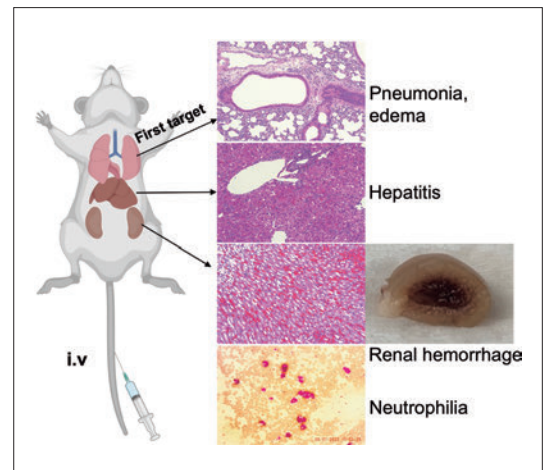 First target
Pneumonia,
edema
Hepatitis
Renal hemorrhage
i.v
Neutrophilia